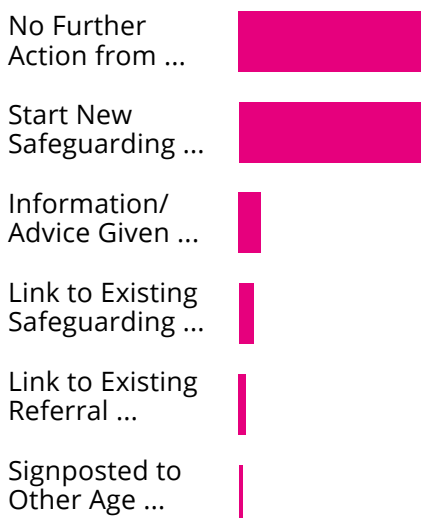 No Further
Action from ...
Start New
Safeguarding ...
Information/
Advice Given ...
Link to Existing
Safeguarding ...
Link to Existing
Referral ...
Signposted to
Other Age ...